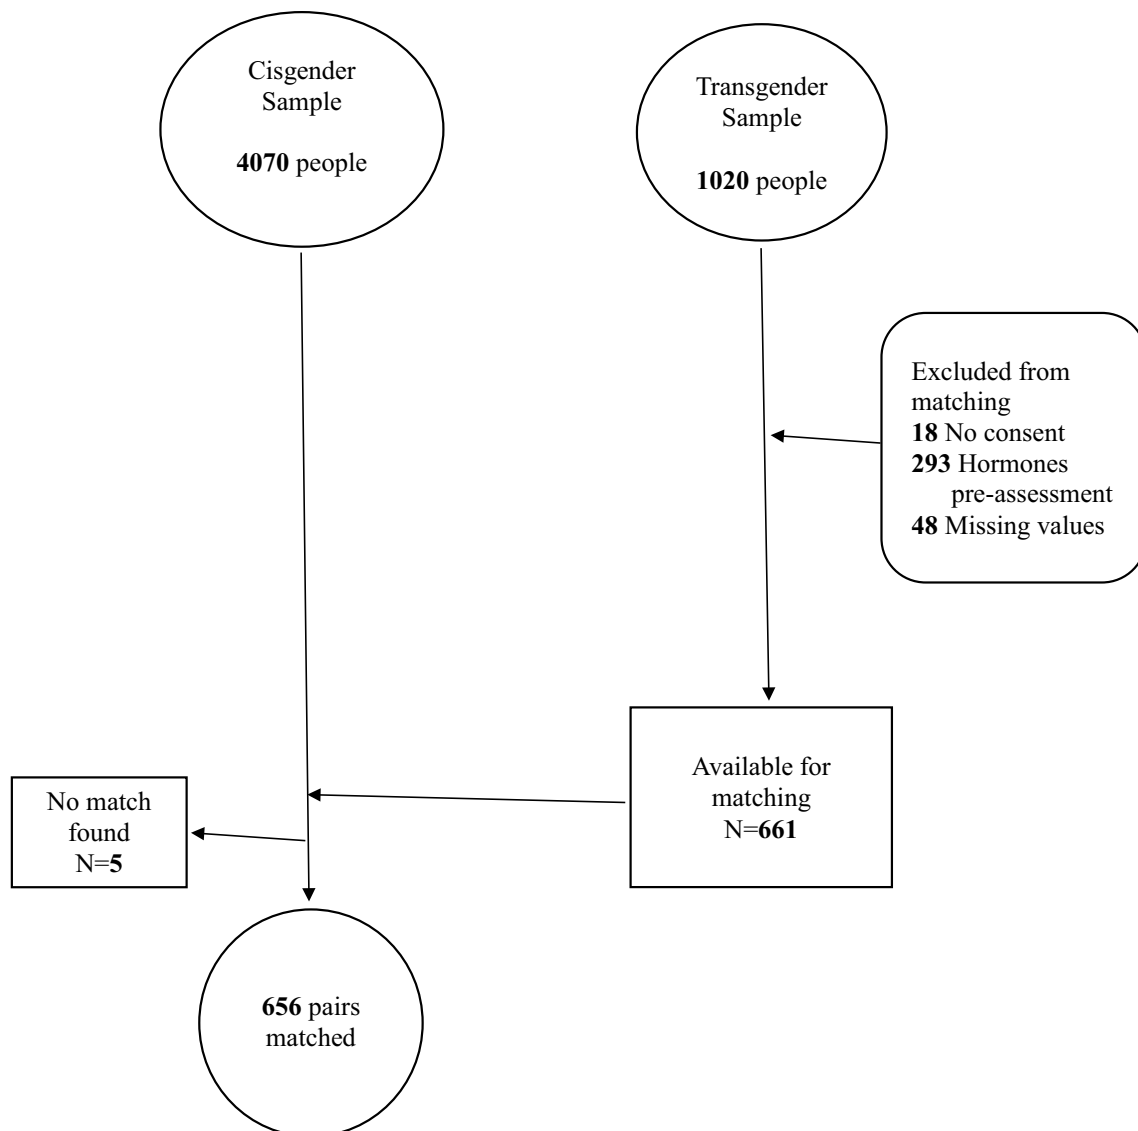 Cisgender
Sample
4070 people
Transgender
Sample
1020 people
Excluded from
matching
18 No consent
293 Hormones
pre-assessment
48 Missing values
Available for
matching
N=661
No match
found
N=5
656 pairs
matched